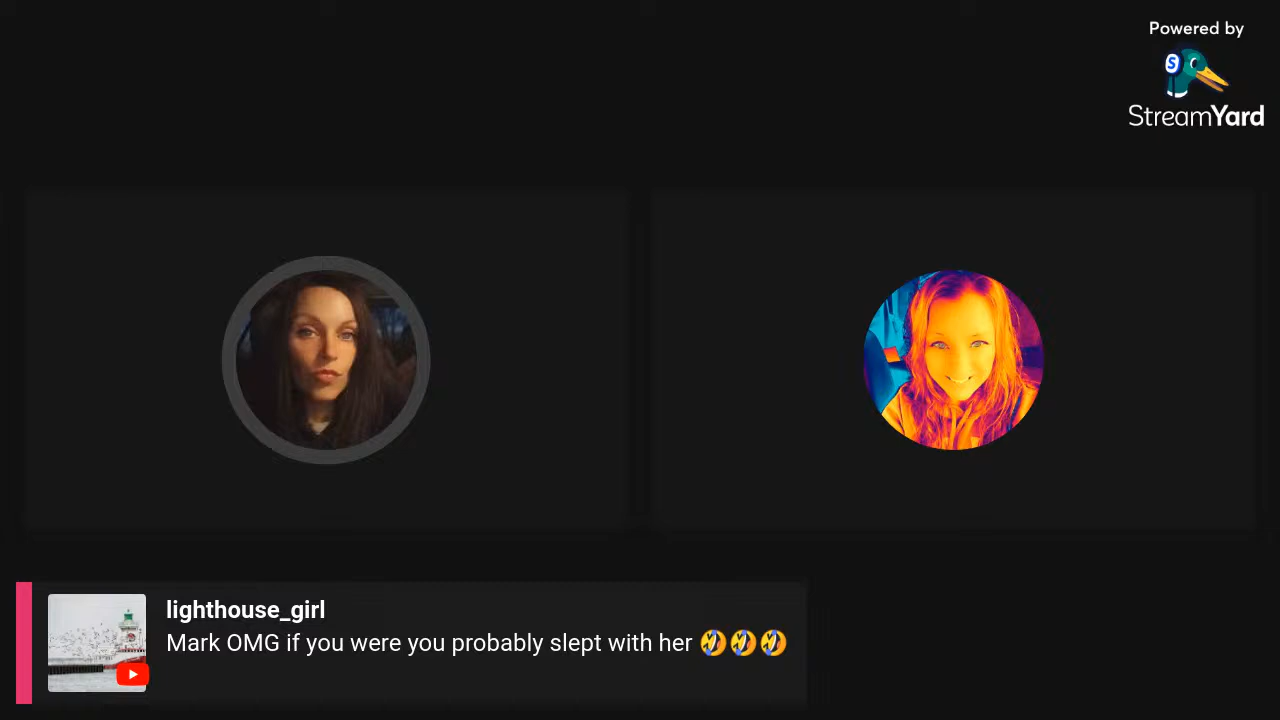 Powered by
S
StreamYard
lighthouse_girl
Mark OMG if you were you probably slept with her 🤣🤣🤣